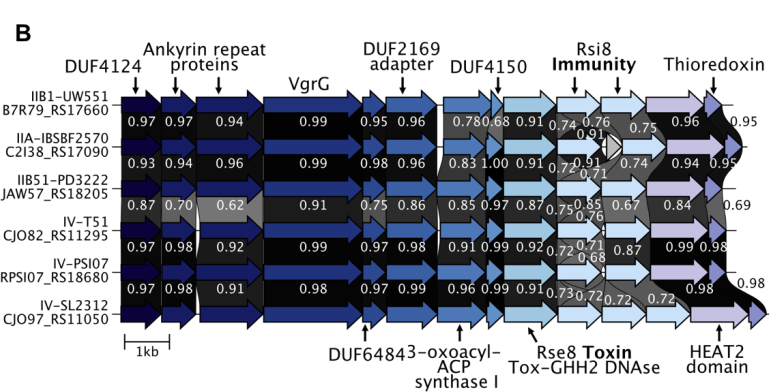 B
Ankyrin repeat
proteins
DUF4124
VgrG
DUF2169
adapter
DUF4150
Rsi8
Immunity
Thioredoxin
IIB1-UW551
B7R79_RS17660
0.97 0.97 0.94 0.99 0.95 0.96 0.78 0.68 0.91 0.74 0.76 0.91 0.75 0.96 0.95
IIA-IBSBF2570
C2I38_RS17090
0.93 0.94 0.96 0.99 0.98 0.96 0.83 1.00 0.91 0.72 0.91 0.71 0.74 0.94 0.95
IIB51-PD3222
JAW57_RS18205
0.87 0.70 0.62 0.91 0.75 0.86 0.85 0.97 0.87 0.75 0.85 0.76 0.67 0.84 0.69
IV-T51
CJO82_RS11295
0.97 0.98 0.92 0.99 0.97 0.98 0.91 0.99 0.92 0.72 0.71 0.68 0.87 0.99 0.98
IV-PSI07
RPSI07_RS18680
0.97 0.98 0.91 0.98 0.97 0.99 0.96 0.99 0.91 0.73 0.72 0.72 0.72 0.98 0.98
IV-SL2312
CJO97_RS11050
1kb
DUF6484
3-oxoacyl-
ACP
synthase I
Rse8 Toxin
Tox-GHH2 DNAse
HEAT2
domain